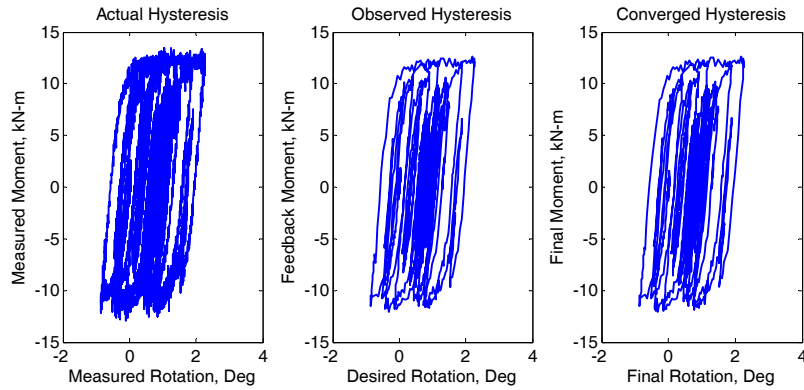 Actual Hysteresis
15
10
5
0
-5
-10
-15
-2 0 2 4
Measured Moment, kN-m
Measured Rotation, Deg
Observed Hysteresis
15
10
5
0
-5
-10
-15
-2 0 2 4
Feedback Moment, kN-m
Desired Rotation, Deg
Converged Hysteresis
15
10
5
0
-5
-10
-15
-2 0 2 4
Final Moment, kN-m
Final Rotation, Deg